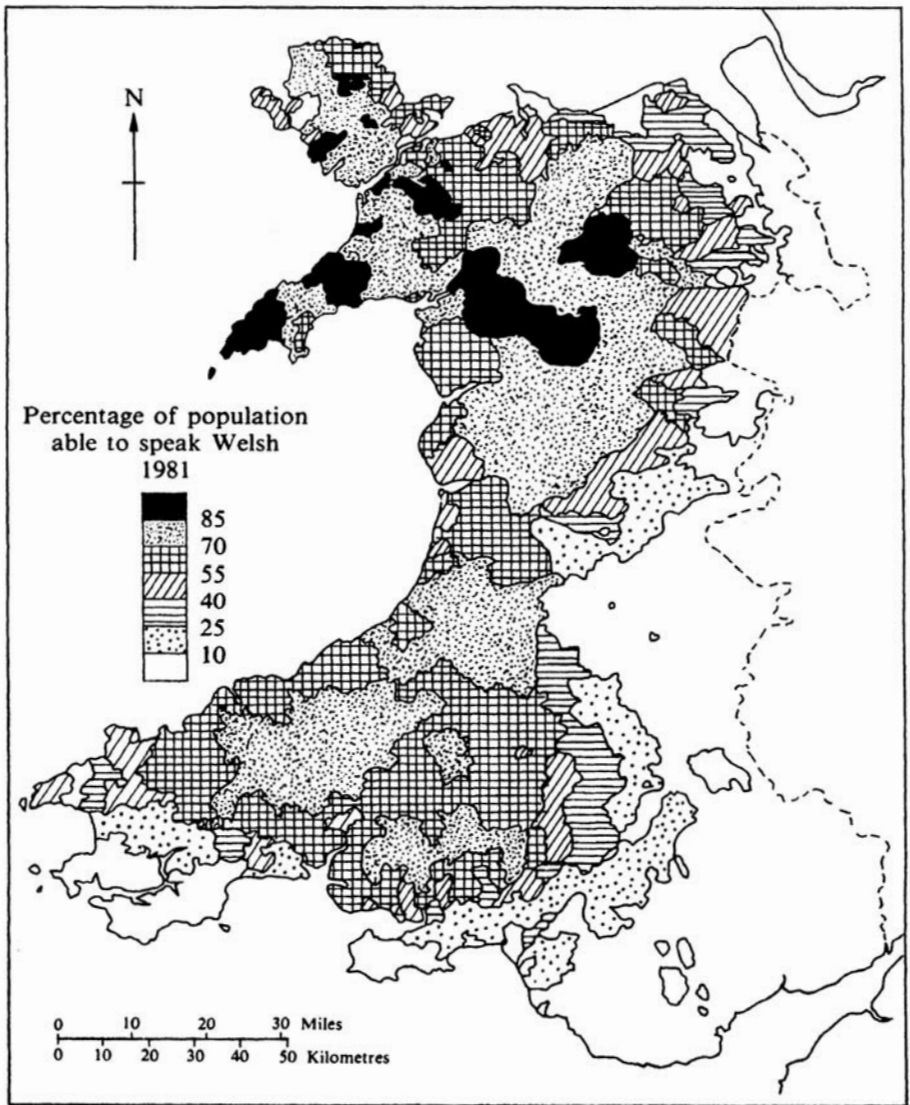 N
Percentage of population
able to speak Welsh
1981
85
70
55
40
25
10
0 10 20 30 Miles
0 10 20 30 40 50 Kilometres